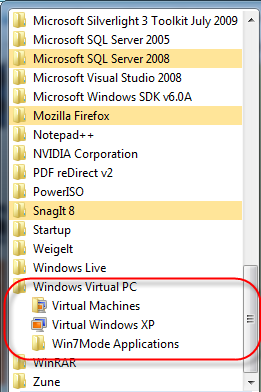 Microsoft Silverlight 3 Toolkit July 2009
Microsoft SQL Server 2005
Microsoft SQL Server 2008
Microsoft Visual Studio 2008
Microsoft Windows SDK v6.0A
Mozilla Firefox
Notepad++
NVIDIA Corporation
PDF reDirect v2
PowerISO
SnagIt 8
Startup
Weigelt
Windows Live
Windows Virtual PC
Virtual Machines
Virtual Windows XP
Win7Mode Applications
WinRAR
Zune